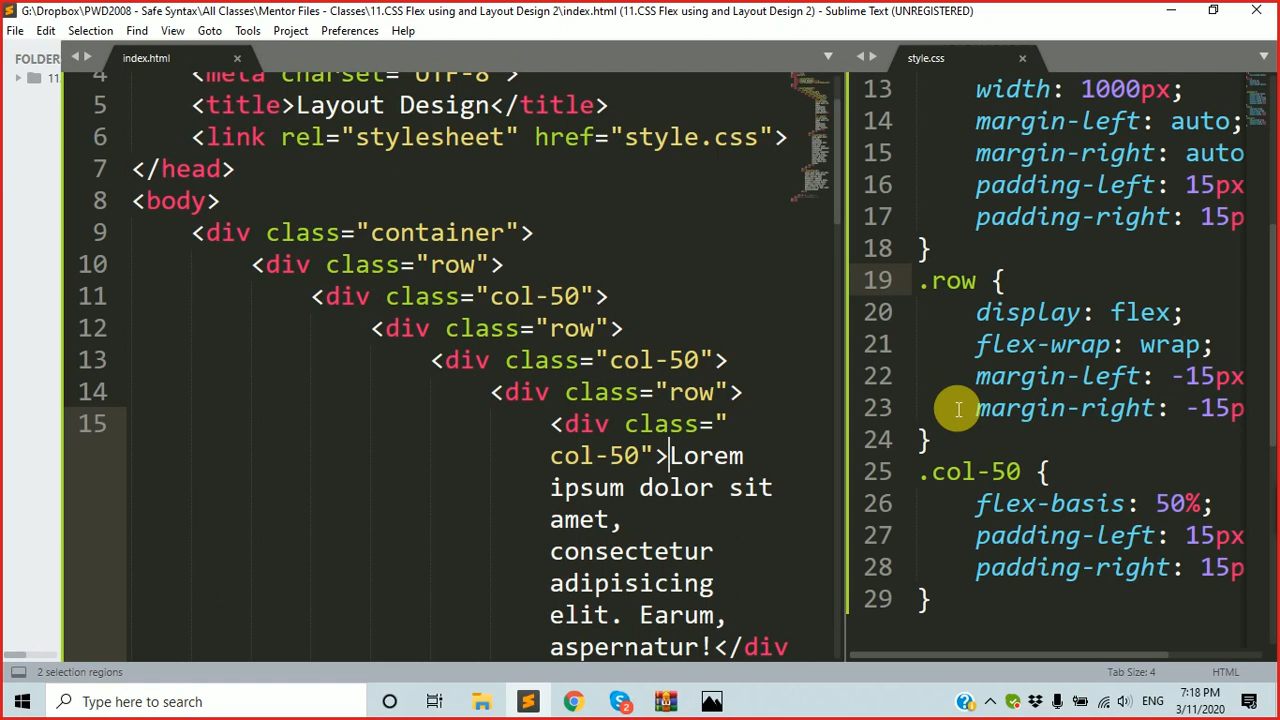 G:\Dropbox\PWD2008 - Safe Syntax\All Classes\Mentor Files - Classes\11.CSS Flex using and Layout Design 2\index.html (11.CSS Flex using and Layout Design 2) - Sublime Text (UNREGISTERED)
File Edit Selection Find View Goto Tools Project Preferences Help
FOLDER
11.
index.html
4 <meta charset="UTF-8">
5 <title>Layout Design</title>
6 <link rel="stylesheet" href="style.css">
7 </head>
8 <body>
9 <div class="container">
10 <div class="row">
11 <div class="col-50">
12 <div class="row">
13 <div class="col-50">
14 <div class="row">
15 <div class="
col-50">Lorem
ipsum dolor sit
amet,
consectetur
adipisicing
elit. Earum,
aspernatur!</div
style.css
13 width: 1000px;
14 margin-left: auto;
15 margin-right: auto
16 padding-left: 15px
17 padding-right: 15p
18 }
19 .row {
20 display: flex;
21 flex-wrap: wrap;
22 margin-left: -15px
23 margin-right: -15p
24 }
25 .col-50 {
26 flex-basis: 50%;
27 padding-left: 15px
28 padding-right: 15p
29 }
2 selection regions
Tab Size: 4
HTML
Type here to search
2
ENG
7:18 PM
3/11/2020